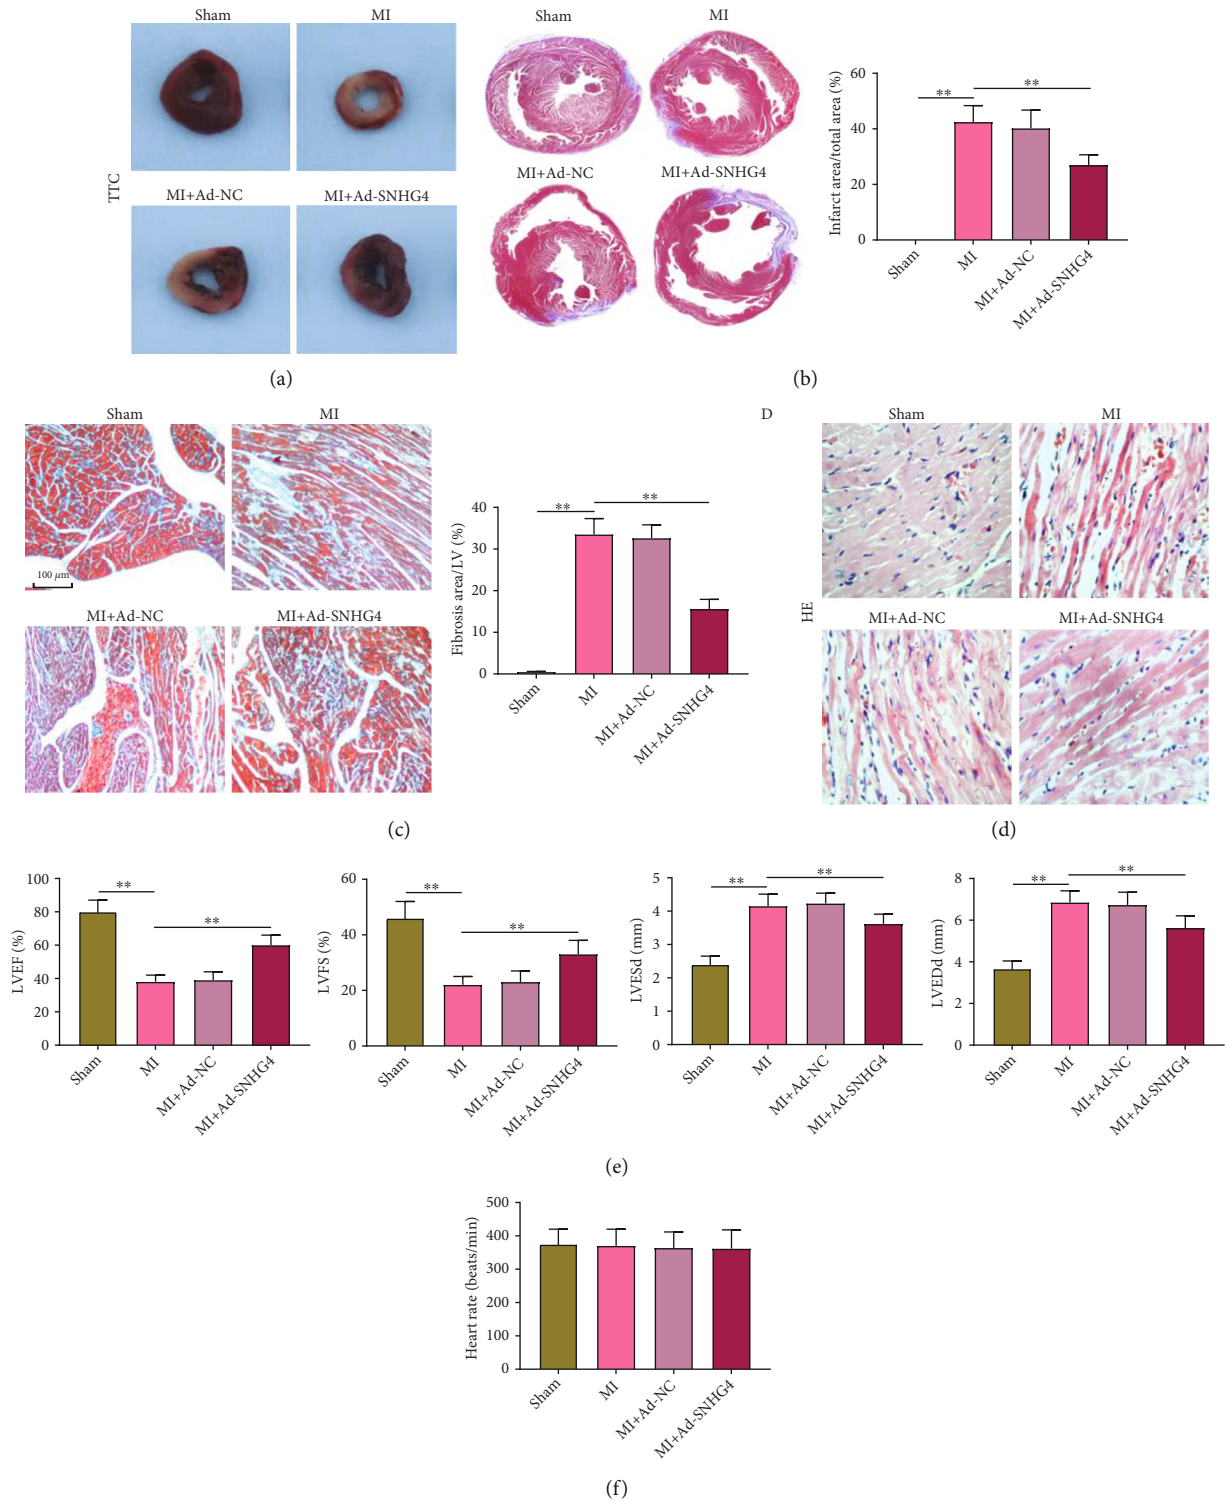 Sham
MI
TTC
MI+Ad-NC
MI+Ad-SNHG4
(a)
Sham
MI
MI+Ad-NC
MI+Ad-SNHG4
Infarct area/total area (%)
60
40
20
0
**
**
Sham
MI
MI+Ad-NC
MI+Ad-SNHG4
(b)
Sham
MI
100 μm
MI+Ad-NC
MI+Ad-SNHG4
Fibrosis area/LV (%)
40
30
20
10
0
**
**
Sham
MI
MI+Ad-NC
MI+Ad-SNHG4
(c)
D
Sham
MI
HE
MI+Ad-NC
MI+Ad-SNHG4
(d)
LVEF (%)
100
80
60
40
20
0
**
**
Sham
MI
MI+Ad-NC
MI+Ad-SNHG4
LVFS (%)
60
40
20
0
**
**
Sham
MI
MI+Ad-NC
MI+Ad-SNHG4
LVESd (mm)
5
4
3
2
1
0
**
**
Sham
MI
MI+Ad-NC
MI+Ad-SNHG4
LVEDd (mm)
8
6
4
2
0
**
**
Sham
MI
MI+Ad-NC
MI+Ad-SNHG4
(e)
Heart rate (beats/min)
500
400
300
200
100
0
Sham
MI
MI+Ad-NC
MI+Ad-SNHG4
(f)